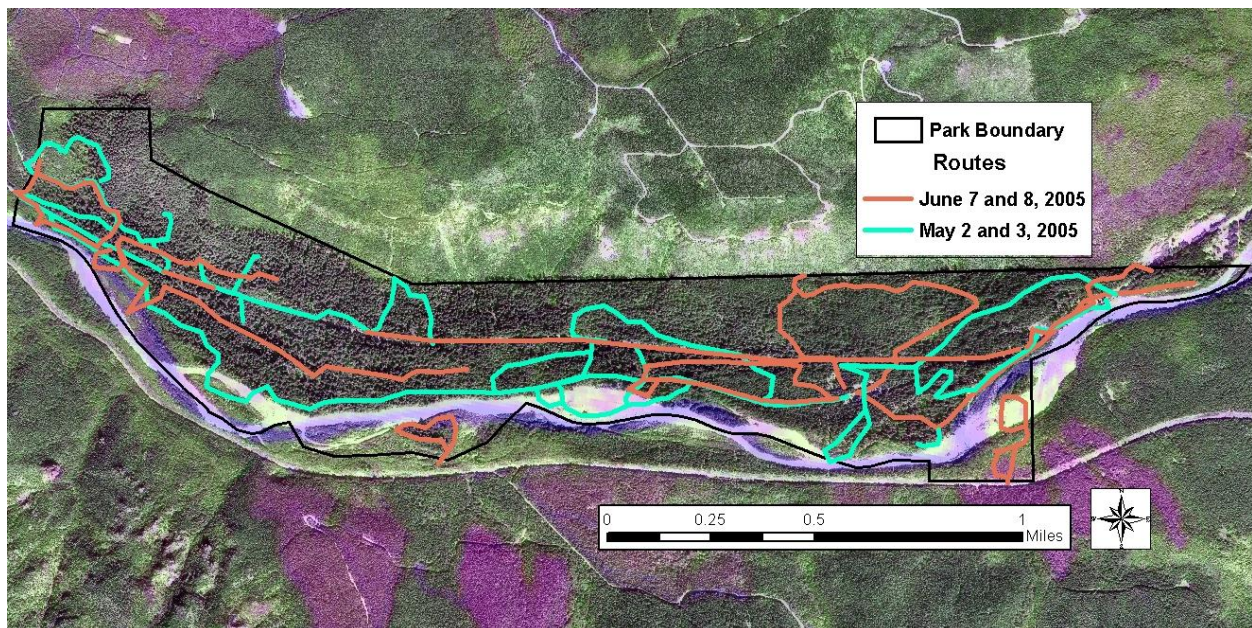 Park Boundary
Routes
June 7 and 8, 2005
May 2 and 3, 2005
0 0.25 0.5 1
Miles